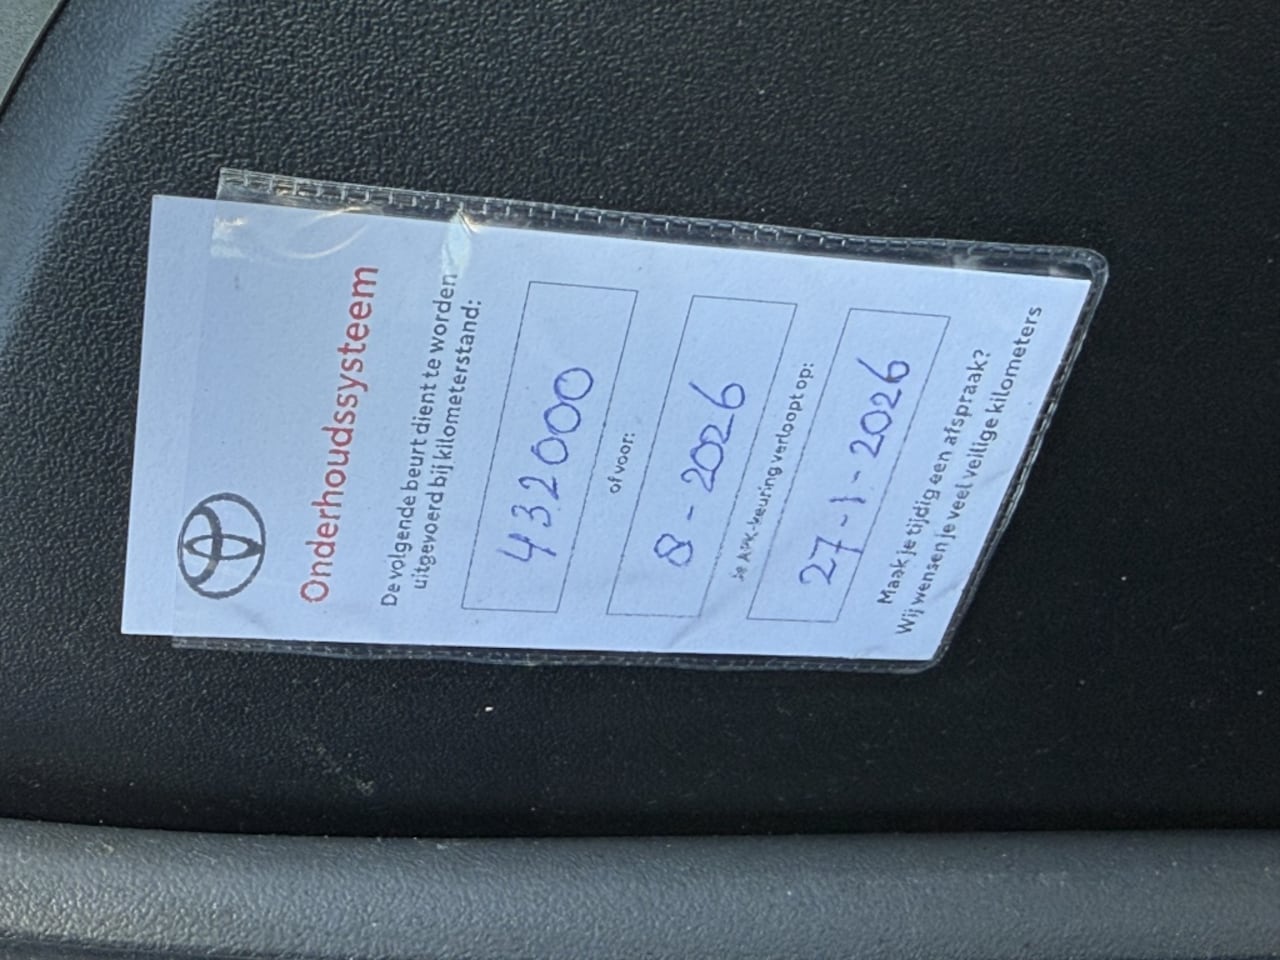 Onderhoudssysteem
De volgende beurt dient te worden
uitgevoerd bij kilometerstand:
432000
of voor:
8-2026
Je APK-keuring verloopt op:
27-1-2026
Maak je tijdig een afspraak?
Wij wensen je veel veilige kilometers